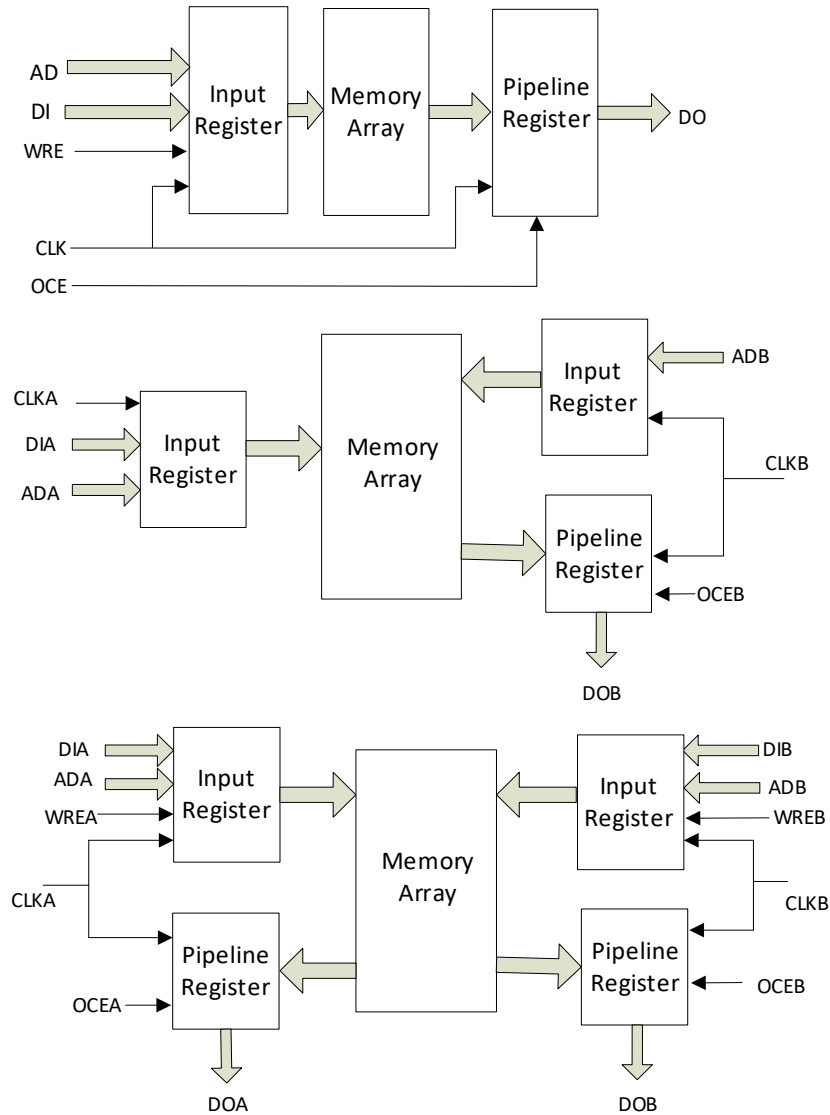 AD
DI
WRE
CLK
OCE
Input
Register
Memory
Array
Pipeline
Register
DO
CLKA
DIA
ADA
Input
Register
Memory
Array
Input
Register
ADB
CLKB
Pipeline
Register
OCEB
DOB
DIA
ADA
WREA
CLKA
OCEA
Input
Register
Pipeline
Register
DOA
Memory
Array
Input
Register
DIB
ADB
WREB
CLKB
Pipeline
Register
OCEB
DOB